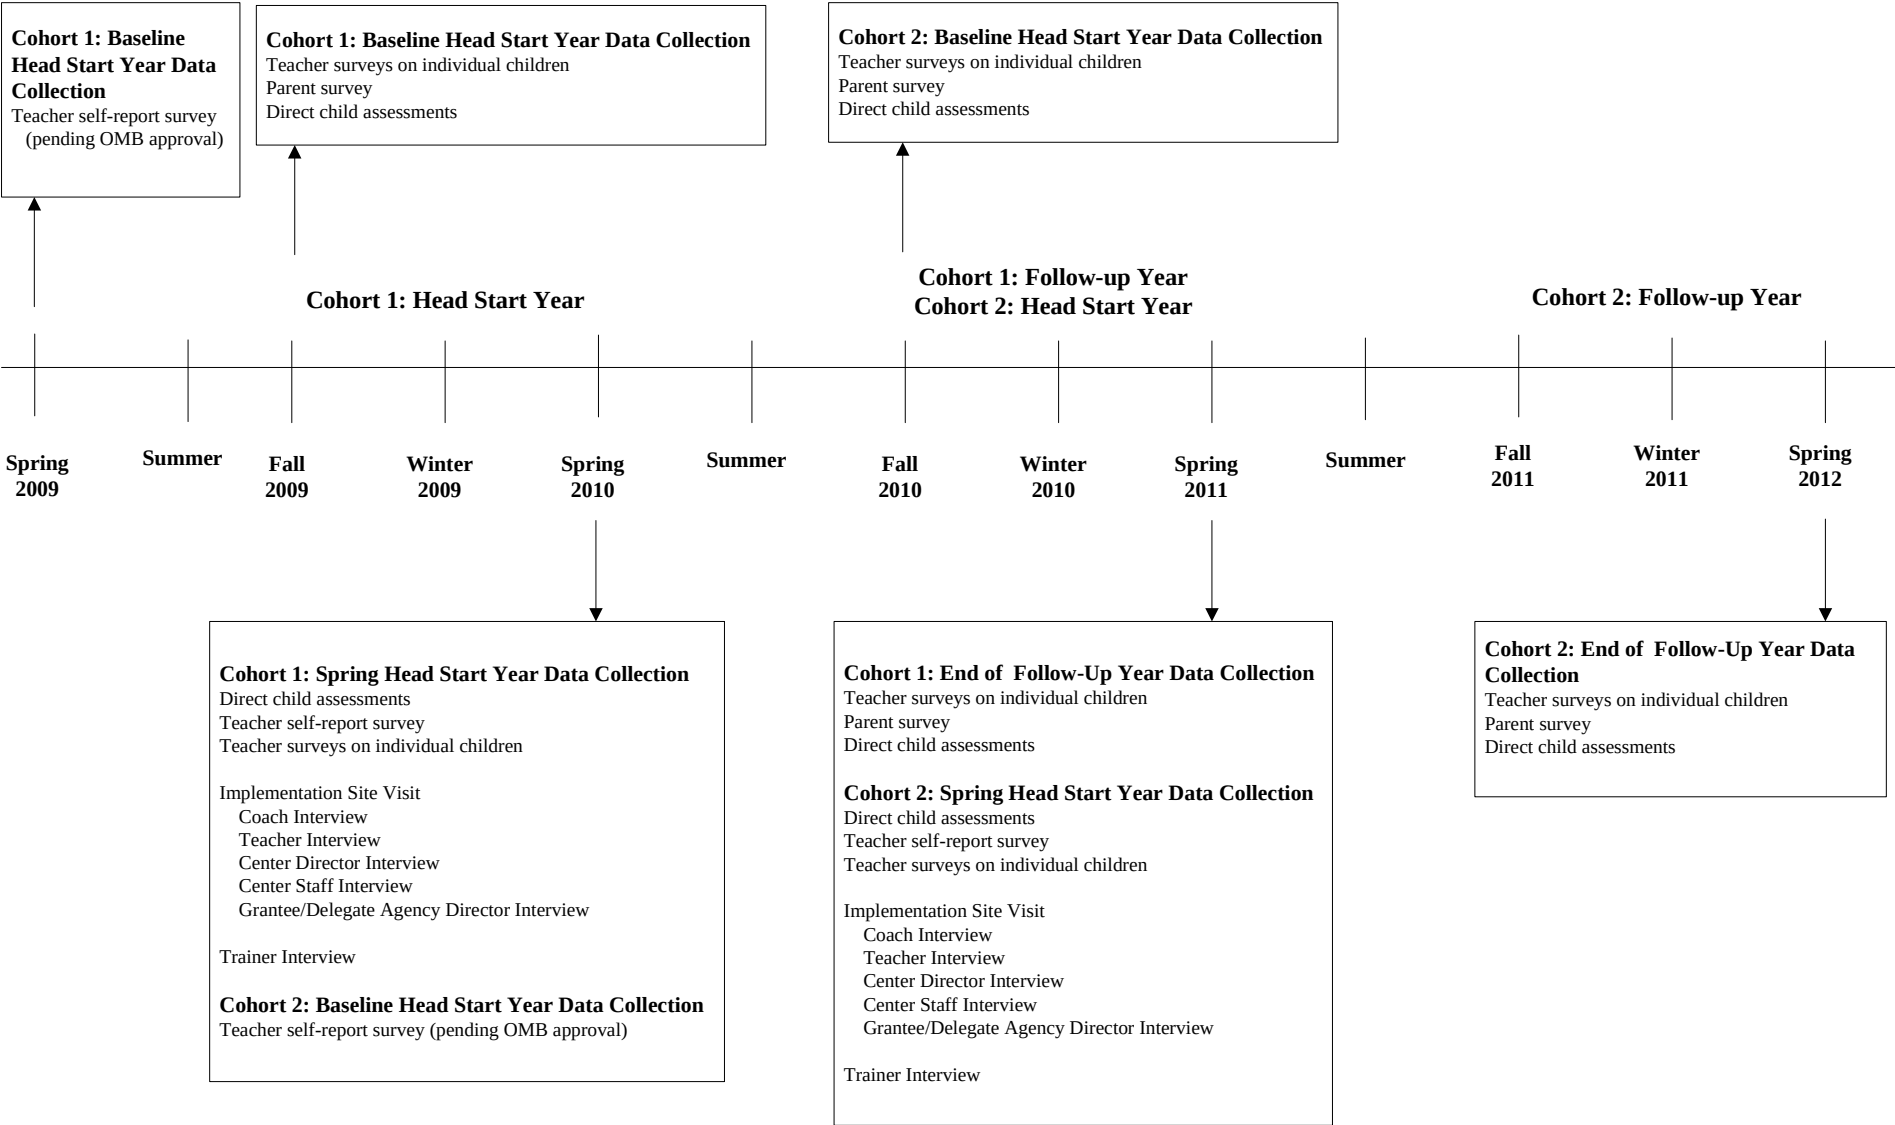 Cohort 1: Baseline
Head Start Year Data
Collection
Teacher self-report survey
(pending OMB approval)
Cohort 1: Baseline Head Start Year Data Collection
Teacher surveys on individual children
Parent survey
Direct child assessments
Cohort 2: Baseline Head Start Year Data Collection
Teacher surveys on individual children
Parent survey
Direct child assessments
Cohort 1: Head Start Year
Cohort 1: Follow-up Year
Cohort 2: Head Start Year
Cohort 2: Follow-up Year
Spring
2009
Summer
Fall
2009
Winter
2009
Spring
2010
Summer
Fall
2010
Winter
2010
Spring
2011
Summer
Fall
2011
Winter
2011
Spring
2012
Cohort 1: Spring Head Start Year Data Collection
Direct child assessments
Teacher self-report survey
Teacher surveys on individual children
Implementation Site Visit
Coach Interview
Teacher Interview
Center Director Interview
Center Staff Interview
Grantee/Delegate Agency Director Interview
Trainer Interview
Cohort 2: Baseline Head Start Year Data Collection
Teacher self-report survey (pending OMB approval)
Cohort 1: End of  Follow-Up Year Data Collection
Teacher surveys on individual children
Parent survey
Direct child assessments
Cohort 2: Spring Head Start Year Data Collection
Direct child assessments
Teacher self-report survey
Teacher surveys on individual children
Implementation Site Visit
Coach Interview
Teacher Interview
Center Director Interview
Center Staff Interview
Grantee/Delegate Agency Director Interview
Trainer Interview
Cohort 2: End of  Follow-Up Year Data
Collection
Teacher surveys on individual children
Parent survey
Direct child assessments